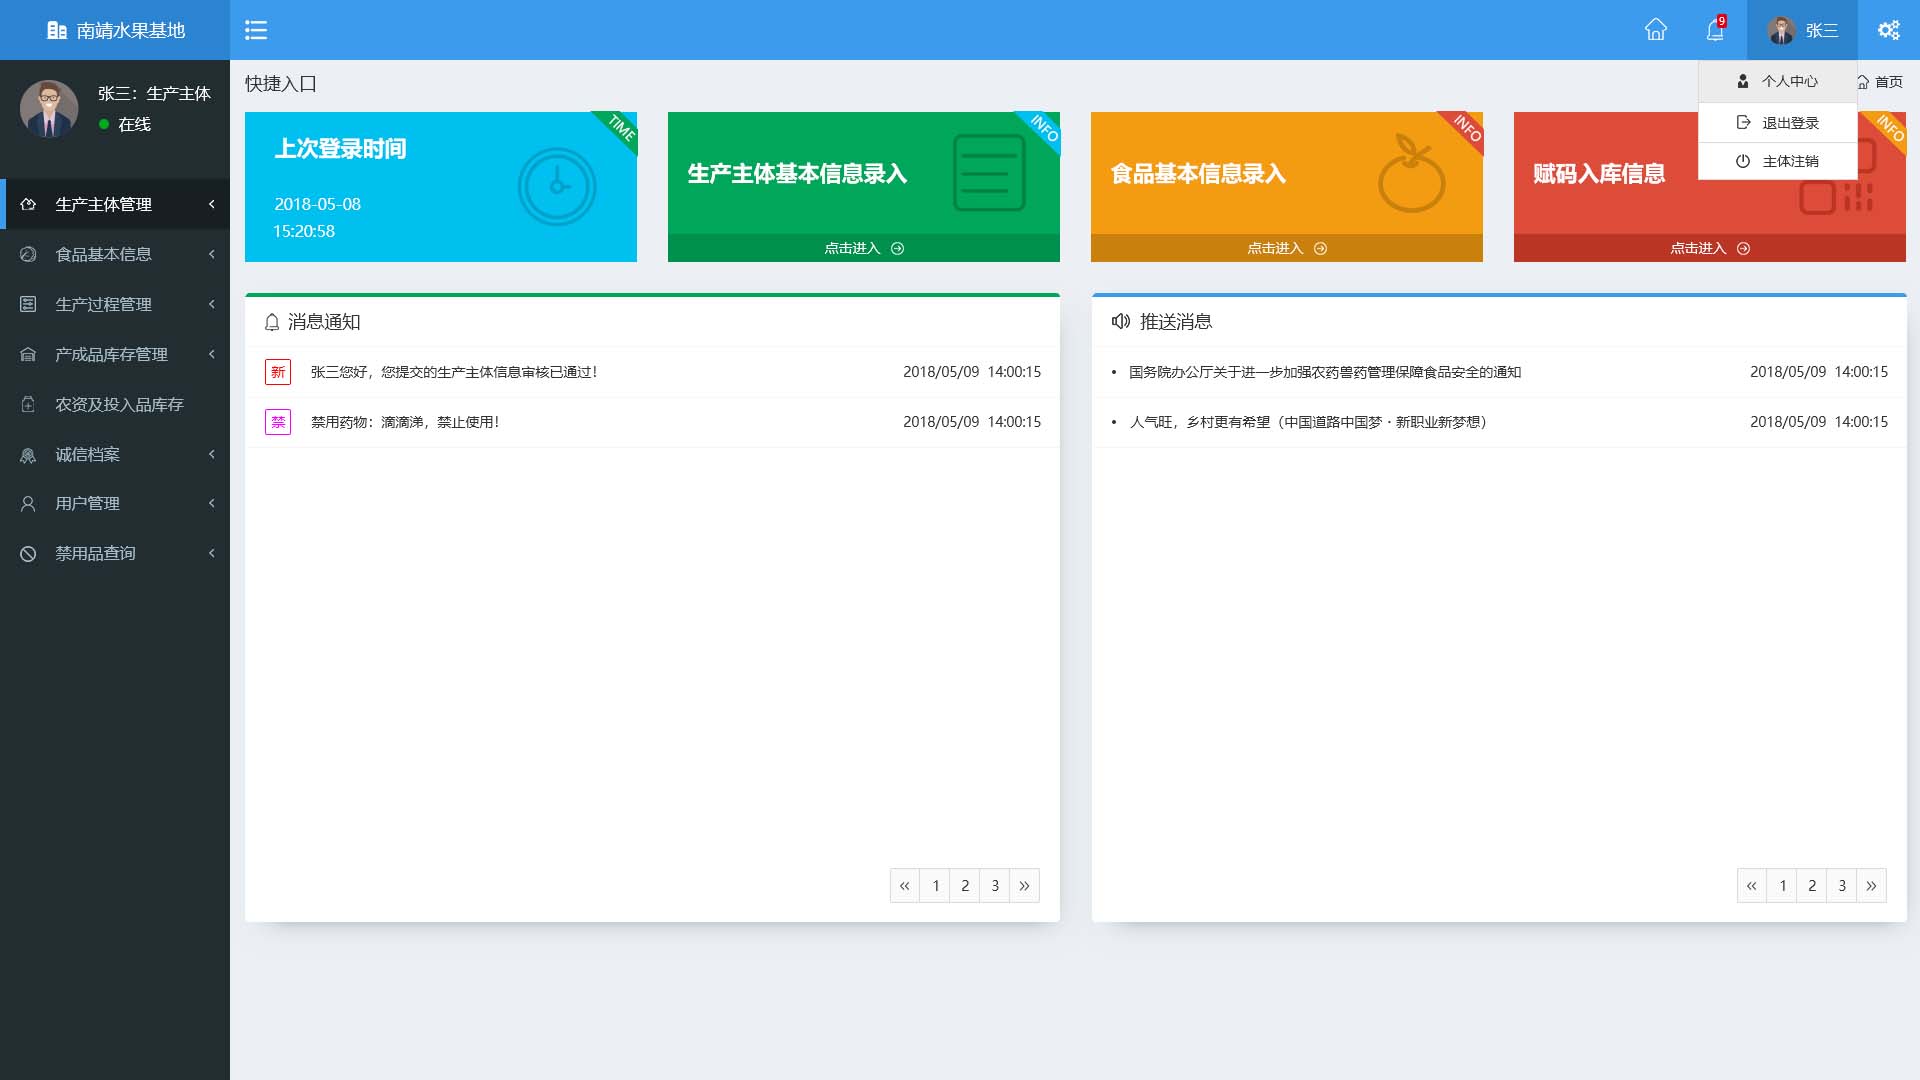 南靖水果基地
9
张三
张三：生产主体
在线
生产主体管理
食品基本信息
生产过程管理
产成品库存管理
农资及投入品库存
诚信档案
用户管理
禁用品查询
快捷入口
首页
个人中心
退出登录
主体注销
上次登录时间
TIME
2018-05-08
15:20:58
生产主体基本信息录入
INFO
点击进入
食品基本信息录入
INFO
点击进入
赋码入库信息
INFO
点击进入
消息通知
新 张三您好，您提交的生产主体信息审核已通过！ 2018/05/09 14:00:15
禁 禁用药物：滴滴涕，禁止使用！ 2018/05/09 14:00:15
« 1 2 3 »
推送消息
• 国务院办公厅关于进一步加强农药兽药管理保障食品安全的通知 2018/05/09 14:00:15
• 人气旺，乡村更有希望（中国道路中国梦·新职业新梦想） 2018/05/09 14:00:15
« 1 2 3 »